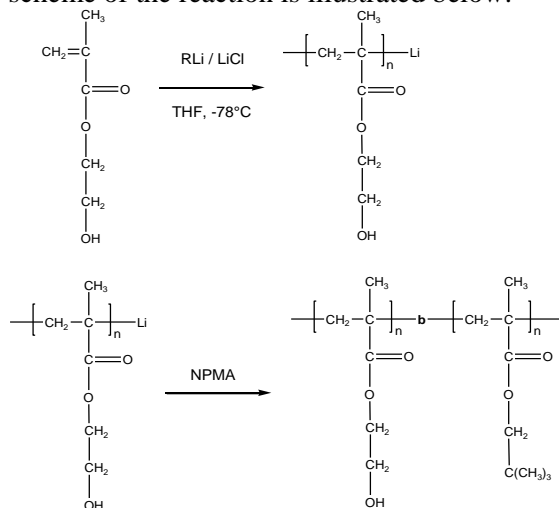 scheme of the reaction is illustrated below:
CH3 CH3
CH2 C RLi / LiCl CH2 C n Li
C O THF, -78°C C O
O O
CH2 CH2
CH2 CH2
OH OH
CH3 CH3 CH3
CH2 C n Li CH2 C n b CH2 C n
C O NPMA C O C O
O O O
CH2 CH2 CH2
CH2 CH2 C(CH3)3
OH OH